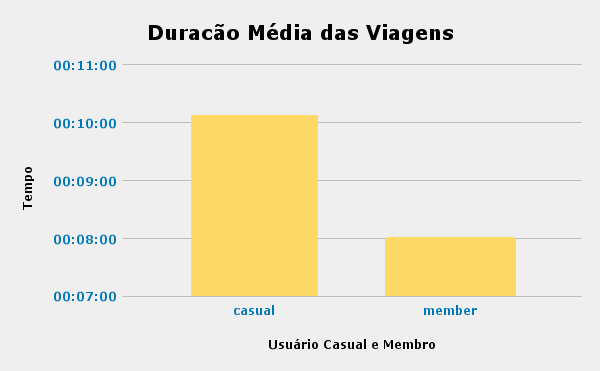 Duracão Média das Viagens
00:11:00
00:10:00
00:09:00
00:08:00
00:07:00
Tempo
casual
member
Usuário Casual e Membro